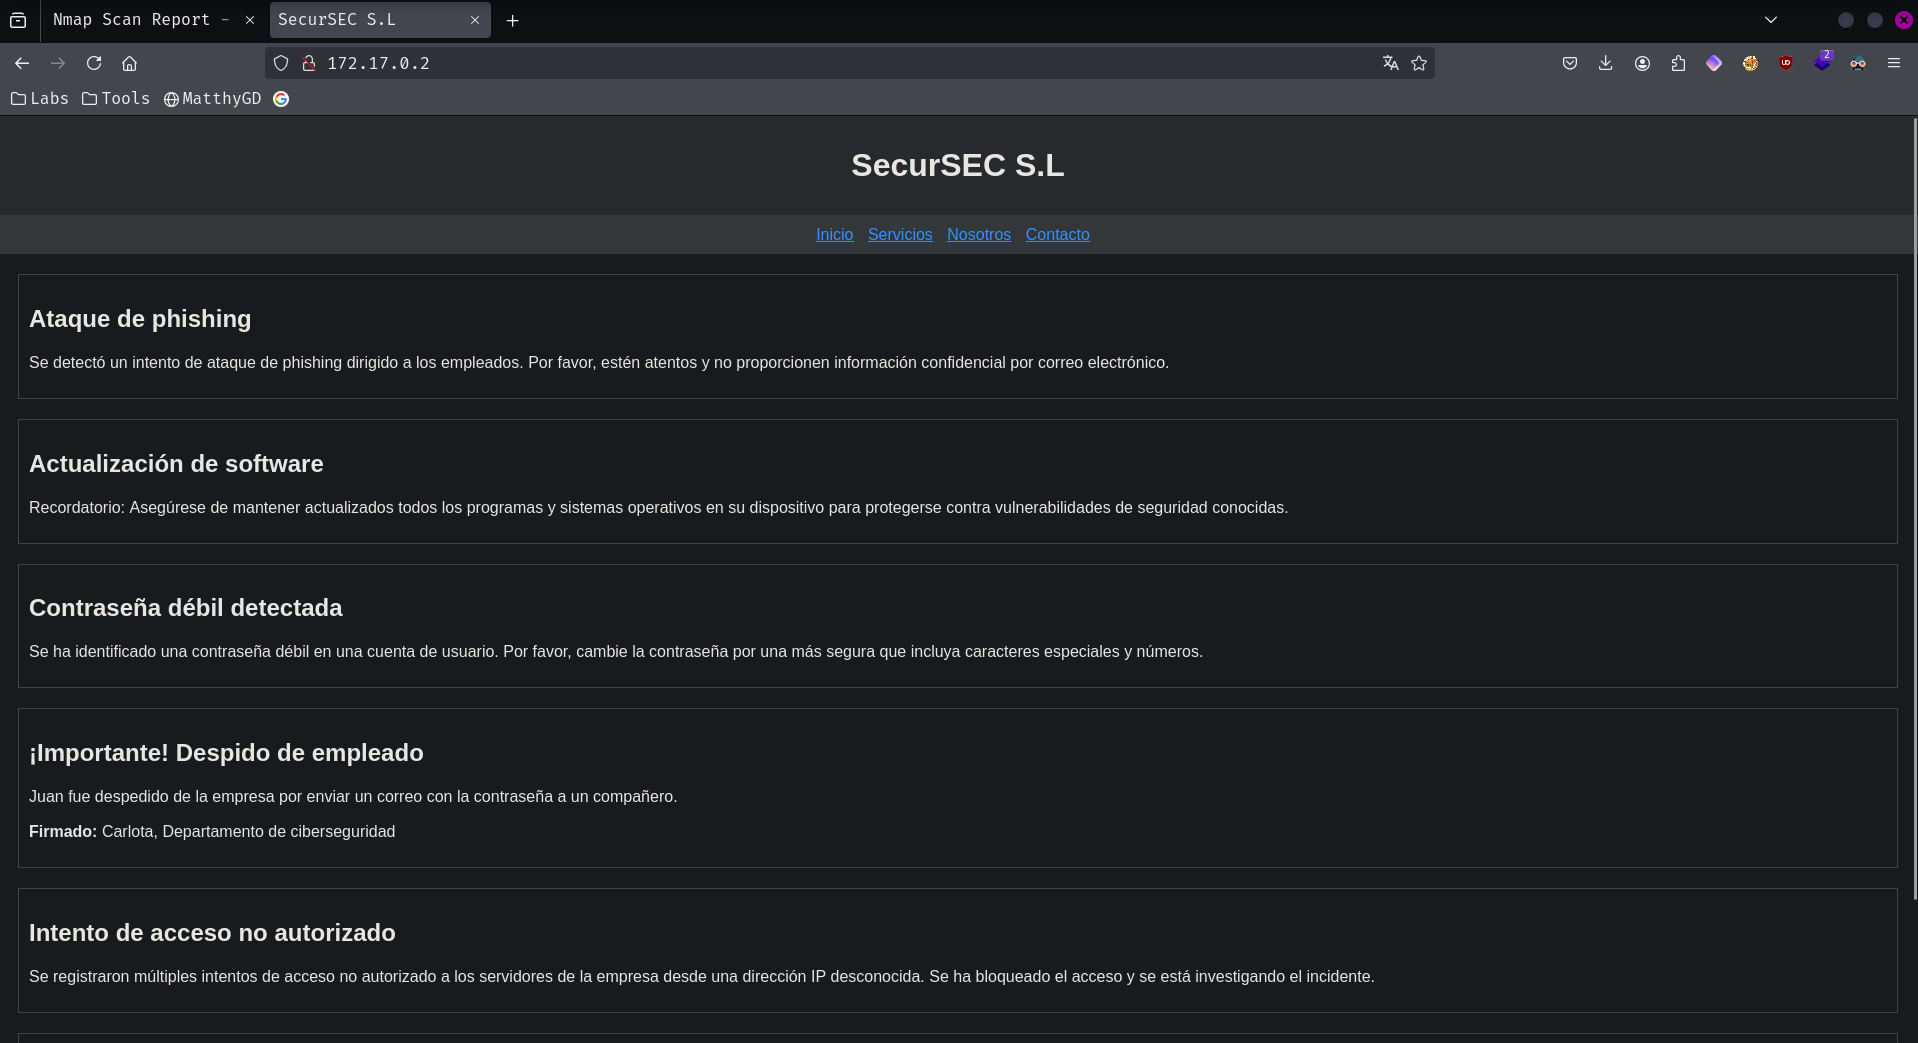 Nmap Scan Report -
SecurSEC S.L
172.17.0.2
2
Labs Tools MatthyGD
SecurSEC S.L
Inicio Servicios Nosotros Contacto
Ataque de phishing
Se detectó un intento de ataque de phishing dirigido a los empleados. Por favor, estén atentos y no proporcionen información confidencial por correo electrónico.
Actualización de software
Recordatorio: Asegúrese de mantener actualizados todos los programas y sistemas operativos en su dispositivo para protegerse contra vulnerabilidades de seguridad conocidas.
Contraseña débil detectada
Se ha identificado una contraseña débil en una cuenta de usuario. Por favor, cambie la contraseña por una más segura que incluya caracteres especiales y números.
¡Importante! Despido de empleado
Juan fue despedido de la empresa por enviar un correo con la contraseña a un compañero.
Firmado: Carlota, Departamento de ciberseguridad
Intento de acceso no autorizado
Se registraron múltiples intentos de acceso no autorizado a los servidores de la empresa desde una dirección IP desconocida. Se ha bloqueado el acceso y se está investigando el incidente.